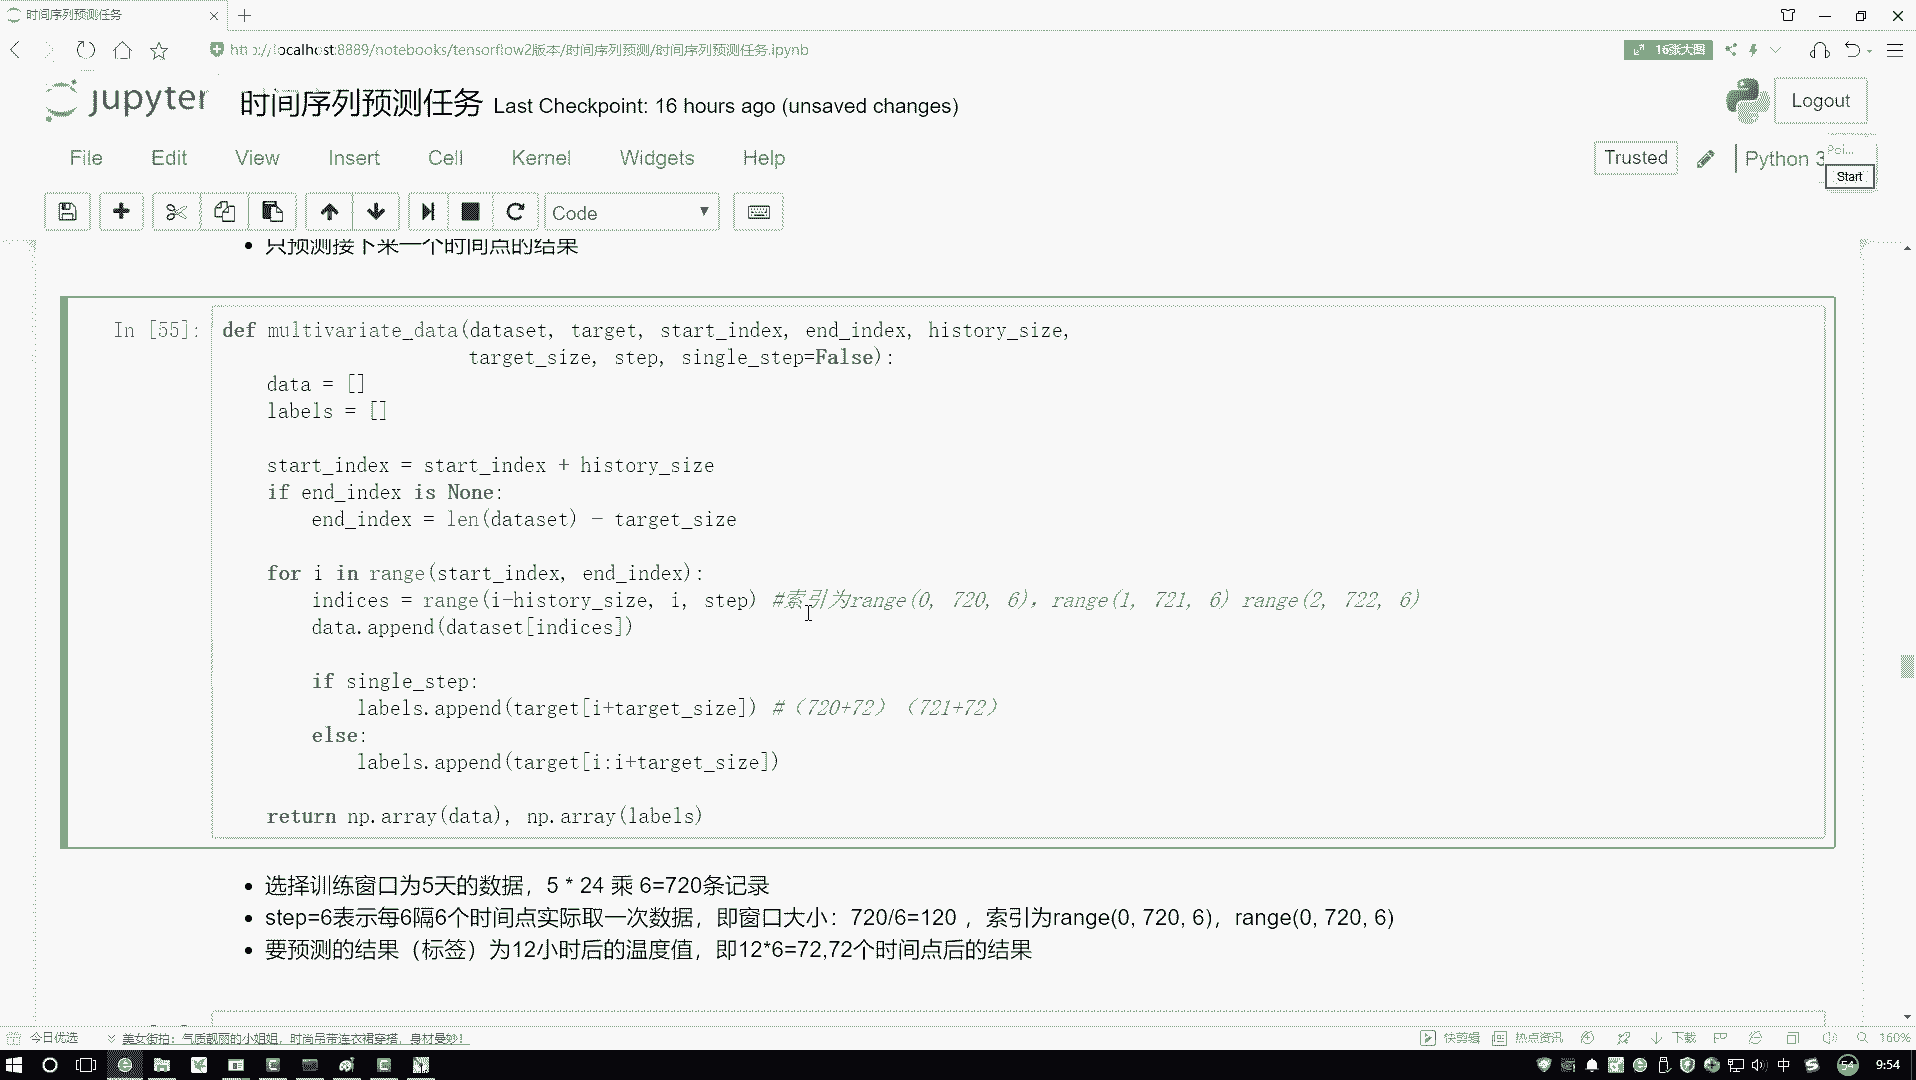 时间序列预测任务
http://localhost:8889/notebooks/tensorflow2版本/时间序列预测/时间序列预测任务.ipynb
16张大图
jupyter 时间序列预测任务 Last Checkpoint: 16 hours ago (unsaved changes)
Logout
File Edit View Insert Cell Kernel Widgets Help
Trusted Python 3
Poi...
Start
Code
只预测接下来一个时间点的结果
In [55]: def multivariate_data(dataset, target, start_index, end_index, history_size,
target_size, step, single_step=False):
data = []
labels = []
start_index = start_index + history_size
if end_index is None:
end_index = len(dataset) - target_size
for i in range(start_index, end_index):
indices = range(i-history_size, i, step) #索引为range(0, 720, 6)，range(1, 721, 6) range(2, 722, 6)
data.append(dataset[indices])
if single_step:
labels.append(target[i+target_size]) #（720+72）（721+72）
else:
labels.append(target[i:i+target_size])
return np.array(data), np.array(labels)
选择训练窗口为5天的数据，5 * 24 乘 6=720条记录
step=6表示每6隔6个时间点实际取一次数据，即窗口大小：720/6=120 ，索引为range(0, 720, 6)，range(0, 720, 6)
要预测的结果（标签）为12小时后的温度值，即12*6=72,72个时间点后的结果
今日优选 美女街拍：气质靓丽的小姐姐，时尚吊带连衣裙穿搭，身材曼妙！
快剪辑 热点资讯 下载 160%
中 54 9:54